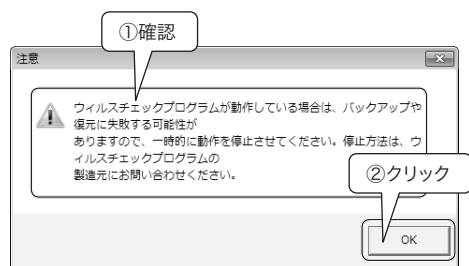 ①確認
注意
ウィルスチェックプログラムが動作している場合は、バックアップや
復元に失敗する可能性が
ありますので、一時的に動作を停止させてください。停止方法は、ウ
ィルスチェックプログラムの
製造元にお問い合わせください。
②クリック
OK